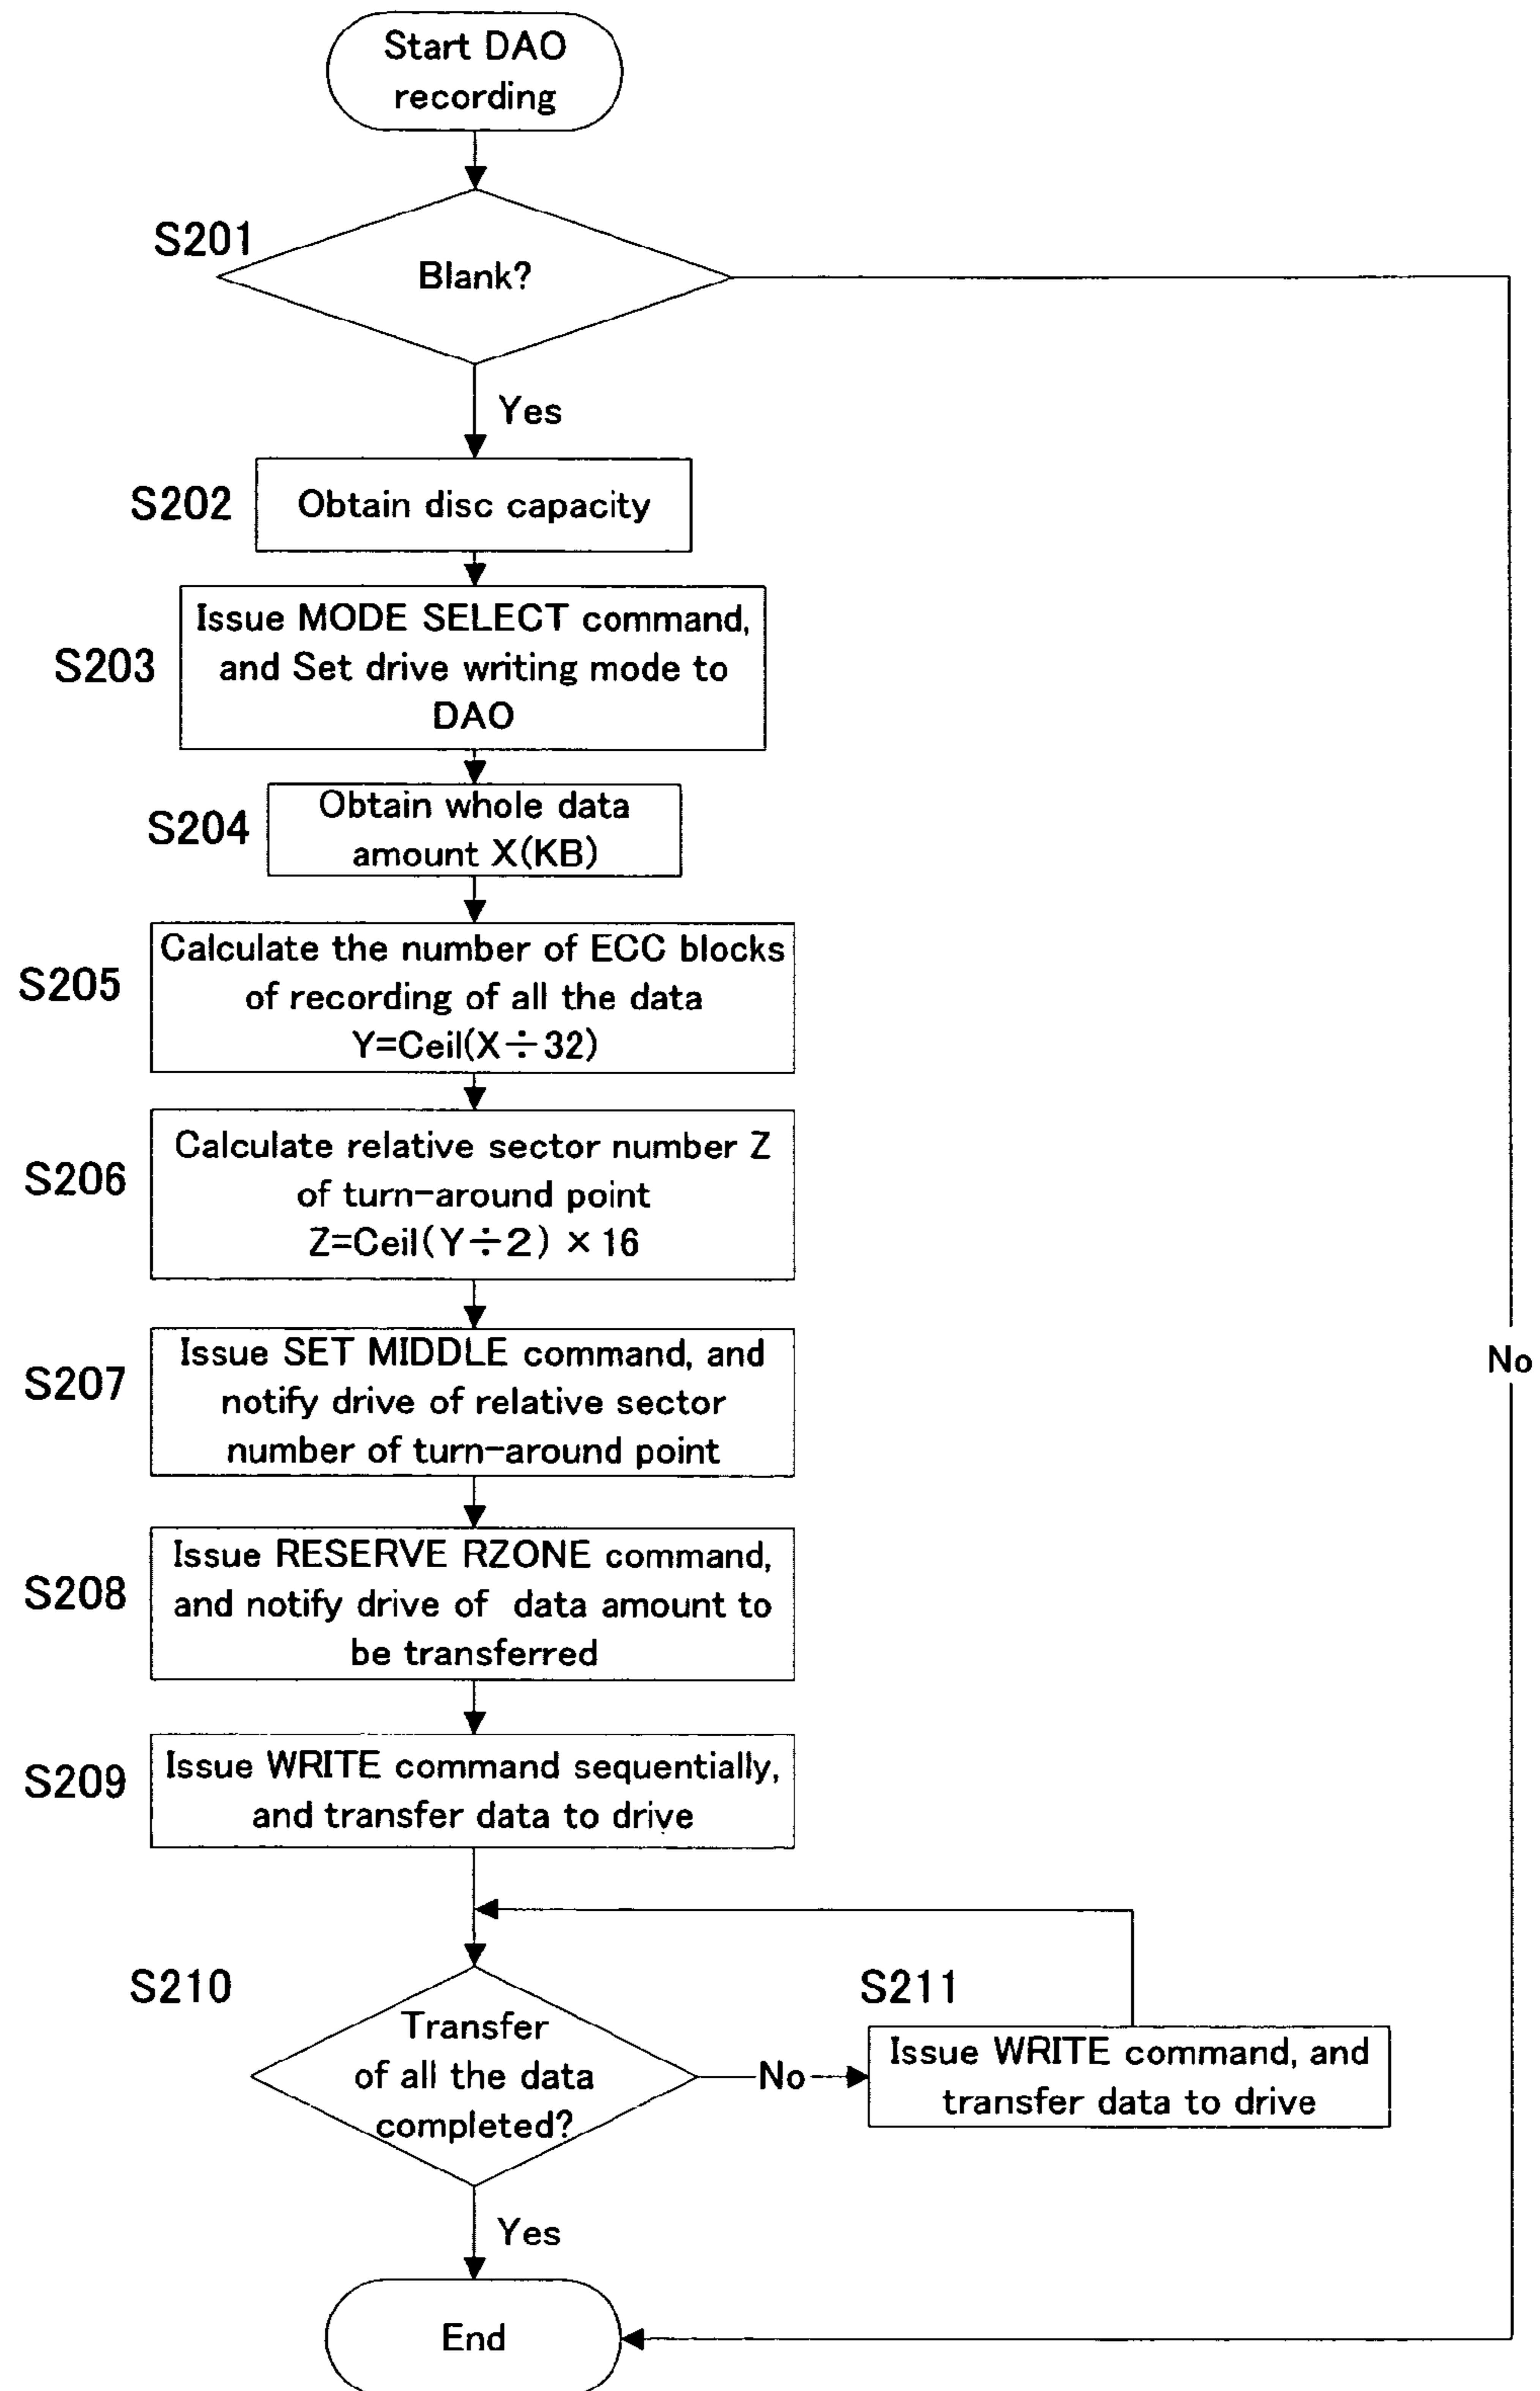 Start DAO
recording
S201
Blank?
Yes
S202
Obtain disc capacity
S203
Issue MODE SELECT command,
and Set drive writing mode to
DAO
S204
Obtain whole data
amount X(KB)
S205
Calculate the number of ECC blocks
of recording of all the data
Y=Ceil(X÷32)
S206
Calculate relative sector number Z
of turn-around point
Z=Ceil(Y÷2) × 16
S207
Issue SET MIDDLE command, and
notify drive of relative sector
number of turn-around point
No
S208
Issue RESERVE RZONE command,
and notify drive of data amount to
be transferred
S209
Issue WRITE command sequentially,
and transfer data to drive
S210
Transfer
of all the data
completed?
No
S211
Issue WRITE command, and
transfer data to drive
Yes
End